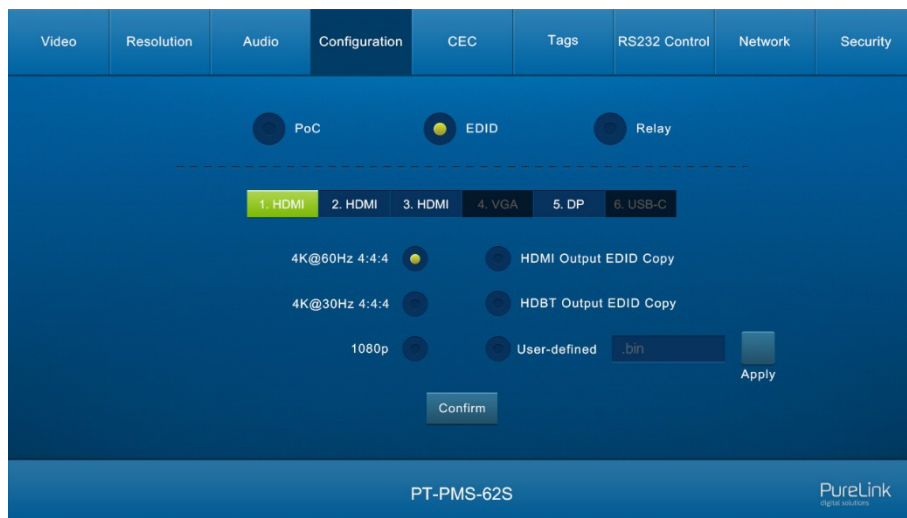 Video Resolution Audio Configuration CEC Tags RS232 Control Network Security
PoC EDID Relay
1. HDMI 2. HDMI 3. HDMI 4. VGA 5. DP 6. USB-C
4K@60Hz 4:4:4 HDMI Output EDID Copy
4K@30Hz 4:4:4 HDBT Output EDID Copy
1080p User-defined .bin
Apply
Confirm
PT-PMS-62S
PureLink
digital solutions